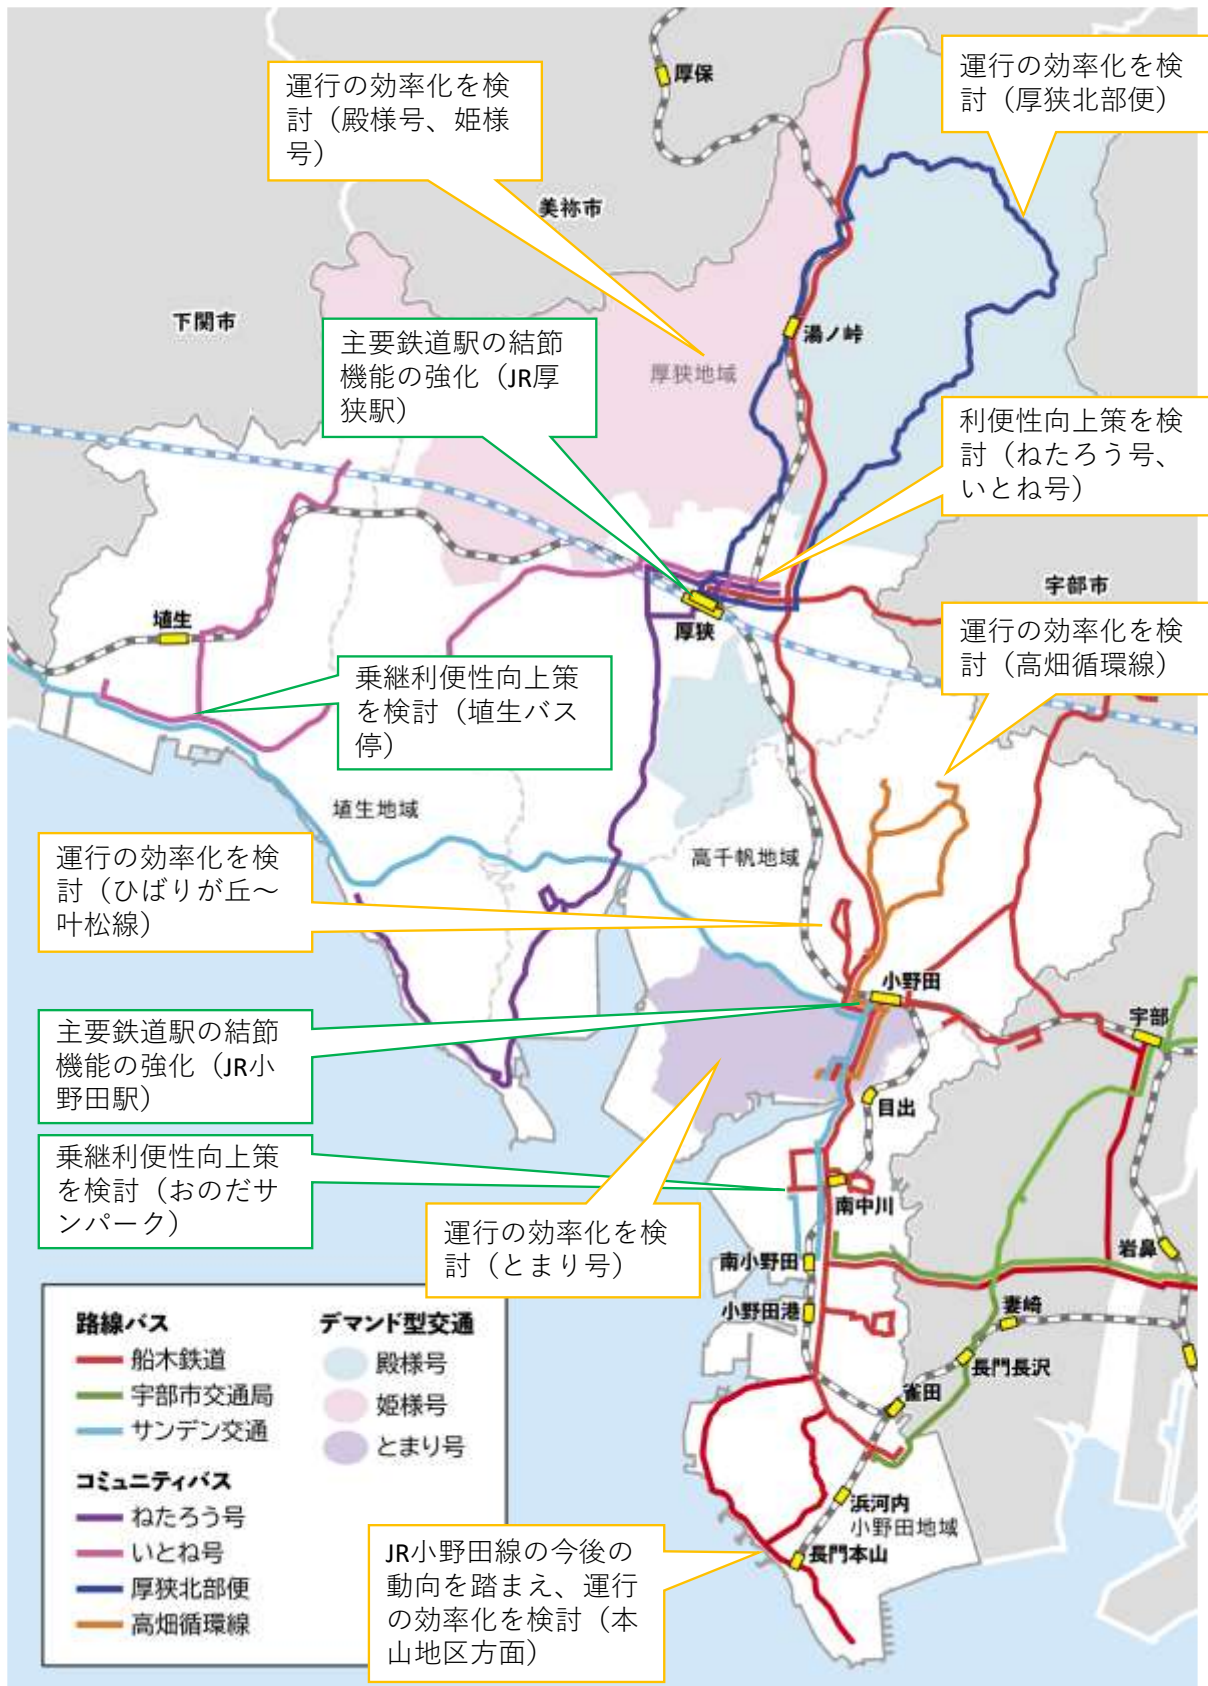 運行の効率化を検
討（殿様号、姫様
号）
運行の効率化を検
討（厚狭北部便）
厚保
美祢市
下関市
主要鉄道駅の結節
機能の強化（JR厚
狭駅）
厚狭地域
湯ノ峠
利便性向上策を検
討（ねたろう号、
いとね号）
宇部市
埴生
厚狭
運行の効率化を検
討（高畑循環線）
乗継利便性向上策
を検討（埴生バス
停）
埴生地域
高千帆地域
運行の効率化を検
討（ひばりが丘～
叶松線）
小野田
宇部
主要鉄道駅の結節
機能の強化（JR小
野田駅）
目出
乗継利便性向上策
を検討（おのだサ
ンパーク）
南中川
運行の効率化を検
討（とまり号）
南小野田
岩鼻
小野田港
妻崎
長門長沢
雀田
浜河内
小野田地域
長門本山
JR小野田線の今後の
動向を踏まえ、運行
の効率化を検討（本
山地区方面）
路線バス
船木鉄道
宇部市交通局
サンデン交通
コミュニティバス
ねたろう号
いとね号
厚狭北部便
高畑循環線
デマンド型交通
殿様号
姫様号
とまり号